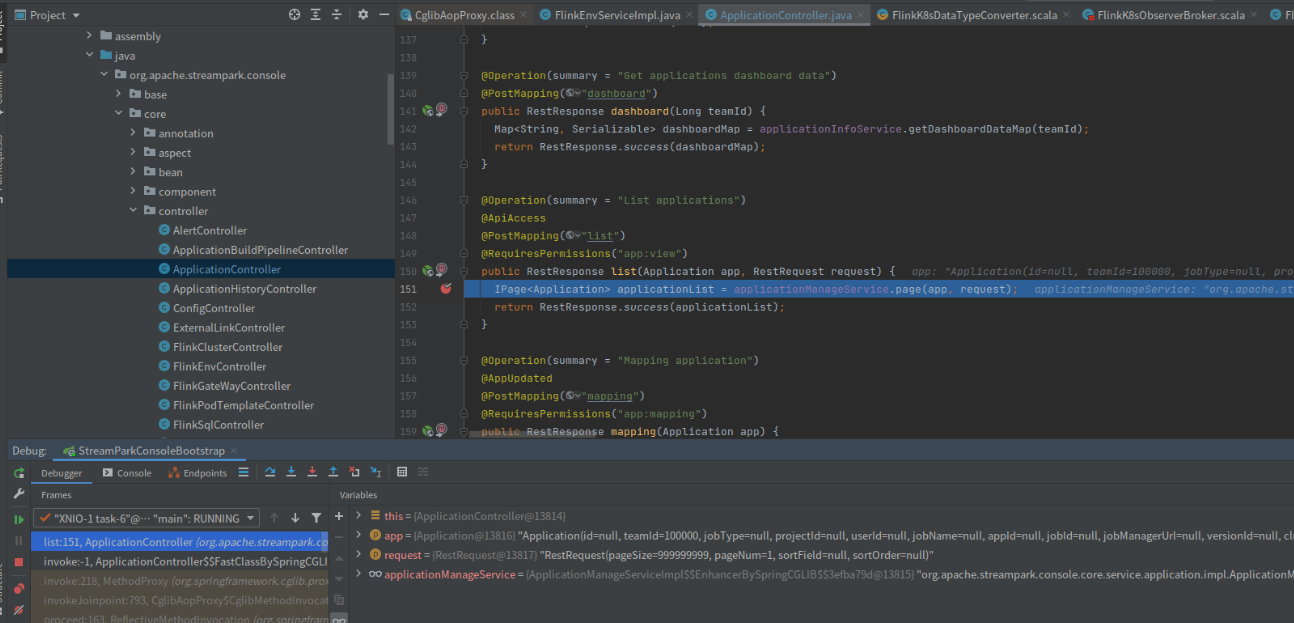 Project
CglibAopProxy.class
FlinkEnvServiceImpl.java
ApplicationController.java
FlinkK8sDataTypeConverter.scala
FlinkK8sObserverBroker.scala
assembly
java
org.apache.streampark.console
base
core
annotation
aspect
bean
component
controller
AlertController
ApplicationBuildPipelineController
ApplicationController
ApplicationHistoryController
ConfigController
ExternalLinkController
FlinkClusterController
FlinkEnvController
FlinkGateWayController
FlinkPodTemplateController
FlinkSqlController
137 }
138
139 @Operation(summary = "Get applications dashboard data")
140 @PostMapping("dashboard")
141 public RestResponse dashboard(Long teamId) {
142 Map<String, Serializable> dashboardMap = applicationInfoService.getDashboardDataMap(teamId);
143 return RestResponse.success(dashboardMap);
144 }
145
146 @Operation(summary = "List applications")
147 @ApiAccess
148 @PostMapping("list")
149 @RequiresPermissions("app:view")
150 public RestResponse list(Application app, RestRequest request) { app: "Application(id=null, teamId=100000, jobType=null, pro
151 IPage<Application> applicationList = applicationManageService.page(app, request); applicationManageService: "org.apache.st
152 return RestResponse.success(applicationList);
153 }
154
155 @Operation(summary = "Mapping application")
156 @AppUpdated
157 @PostMapping("mapping")
158 @RequiresPermissions("app:mapping")
159 public RestResponse mapping(Application app) {
Debug: StreamParkConsoleBootstrap
Debugger Console Endpoints
Frames
"XNIO-1 task-6"@··· "main": RUNNING
list:151, ApplicationController (org.apache.streampark.co
invoke:-1, ApplicationController$$FastClassBySpringCGLI
invoke:218, MethodProxy (org.springframework.cglib.pro
invokeJoinpoint:793, CglibAopProxy$CglibMethodInvocat
proceed:163, ReflectiveMethodInvocation (org.springfram
Variables
this = {ApplicationController@13814}
app = {Application@13816} "Application(id=null, teamId=100000, jobType=null, projectId=null, userId=null, jobName=null, appId=null, jobId=null, jobManagerUrl=null, versionId=null, clu
request = {RestRequest@13817} "RestRequest(pageSize=999999999, pageNum=1, sortField=null, sortOrder=null)"
applicationManageService = {ApplicationManageServiceImpl$$EnhancerBySpringCGLIB$$3efba79d@13815} "org.apache.streampark.console.core.service.application.impl.ApplicationM